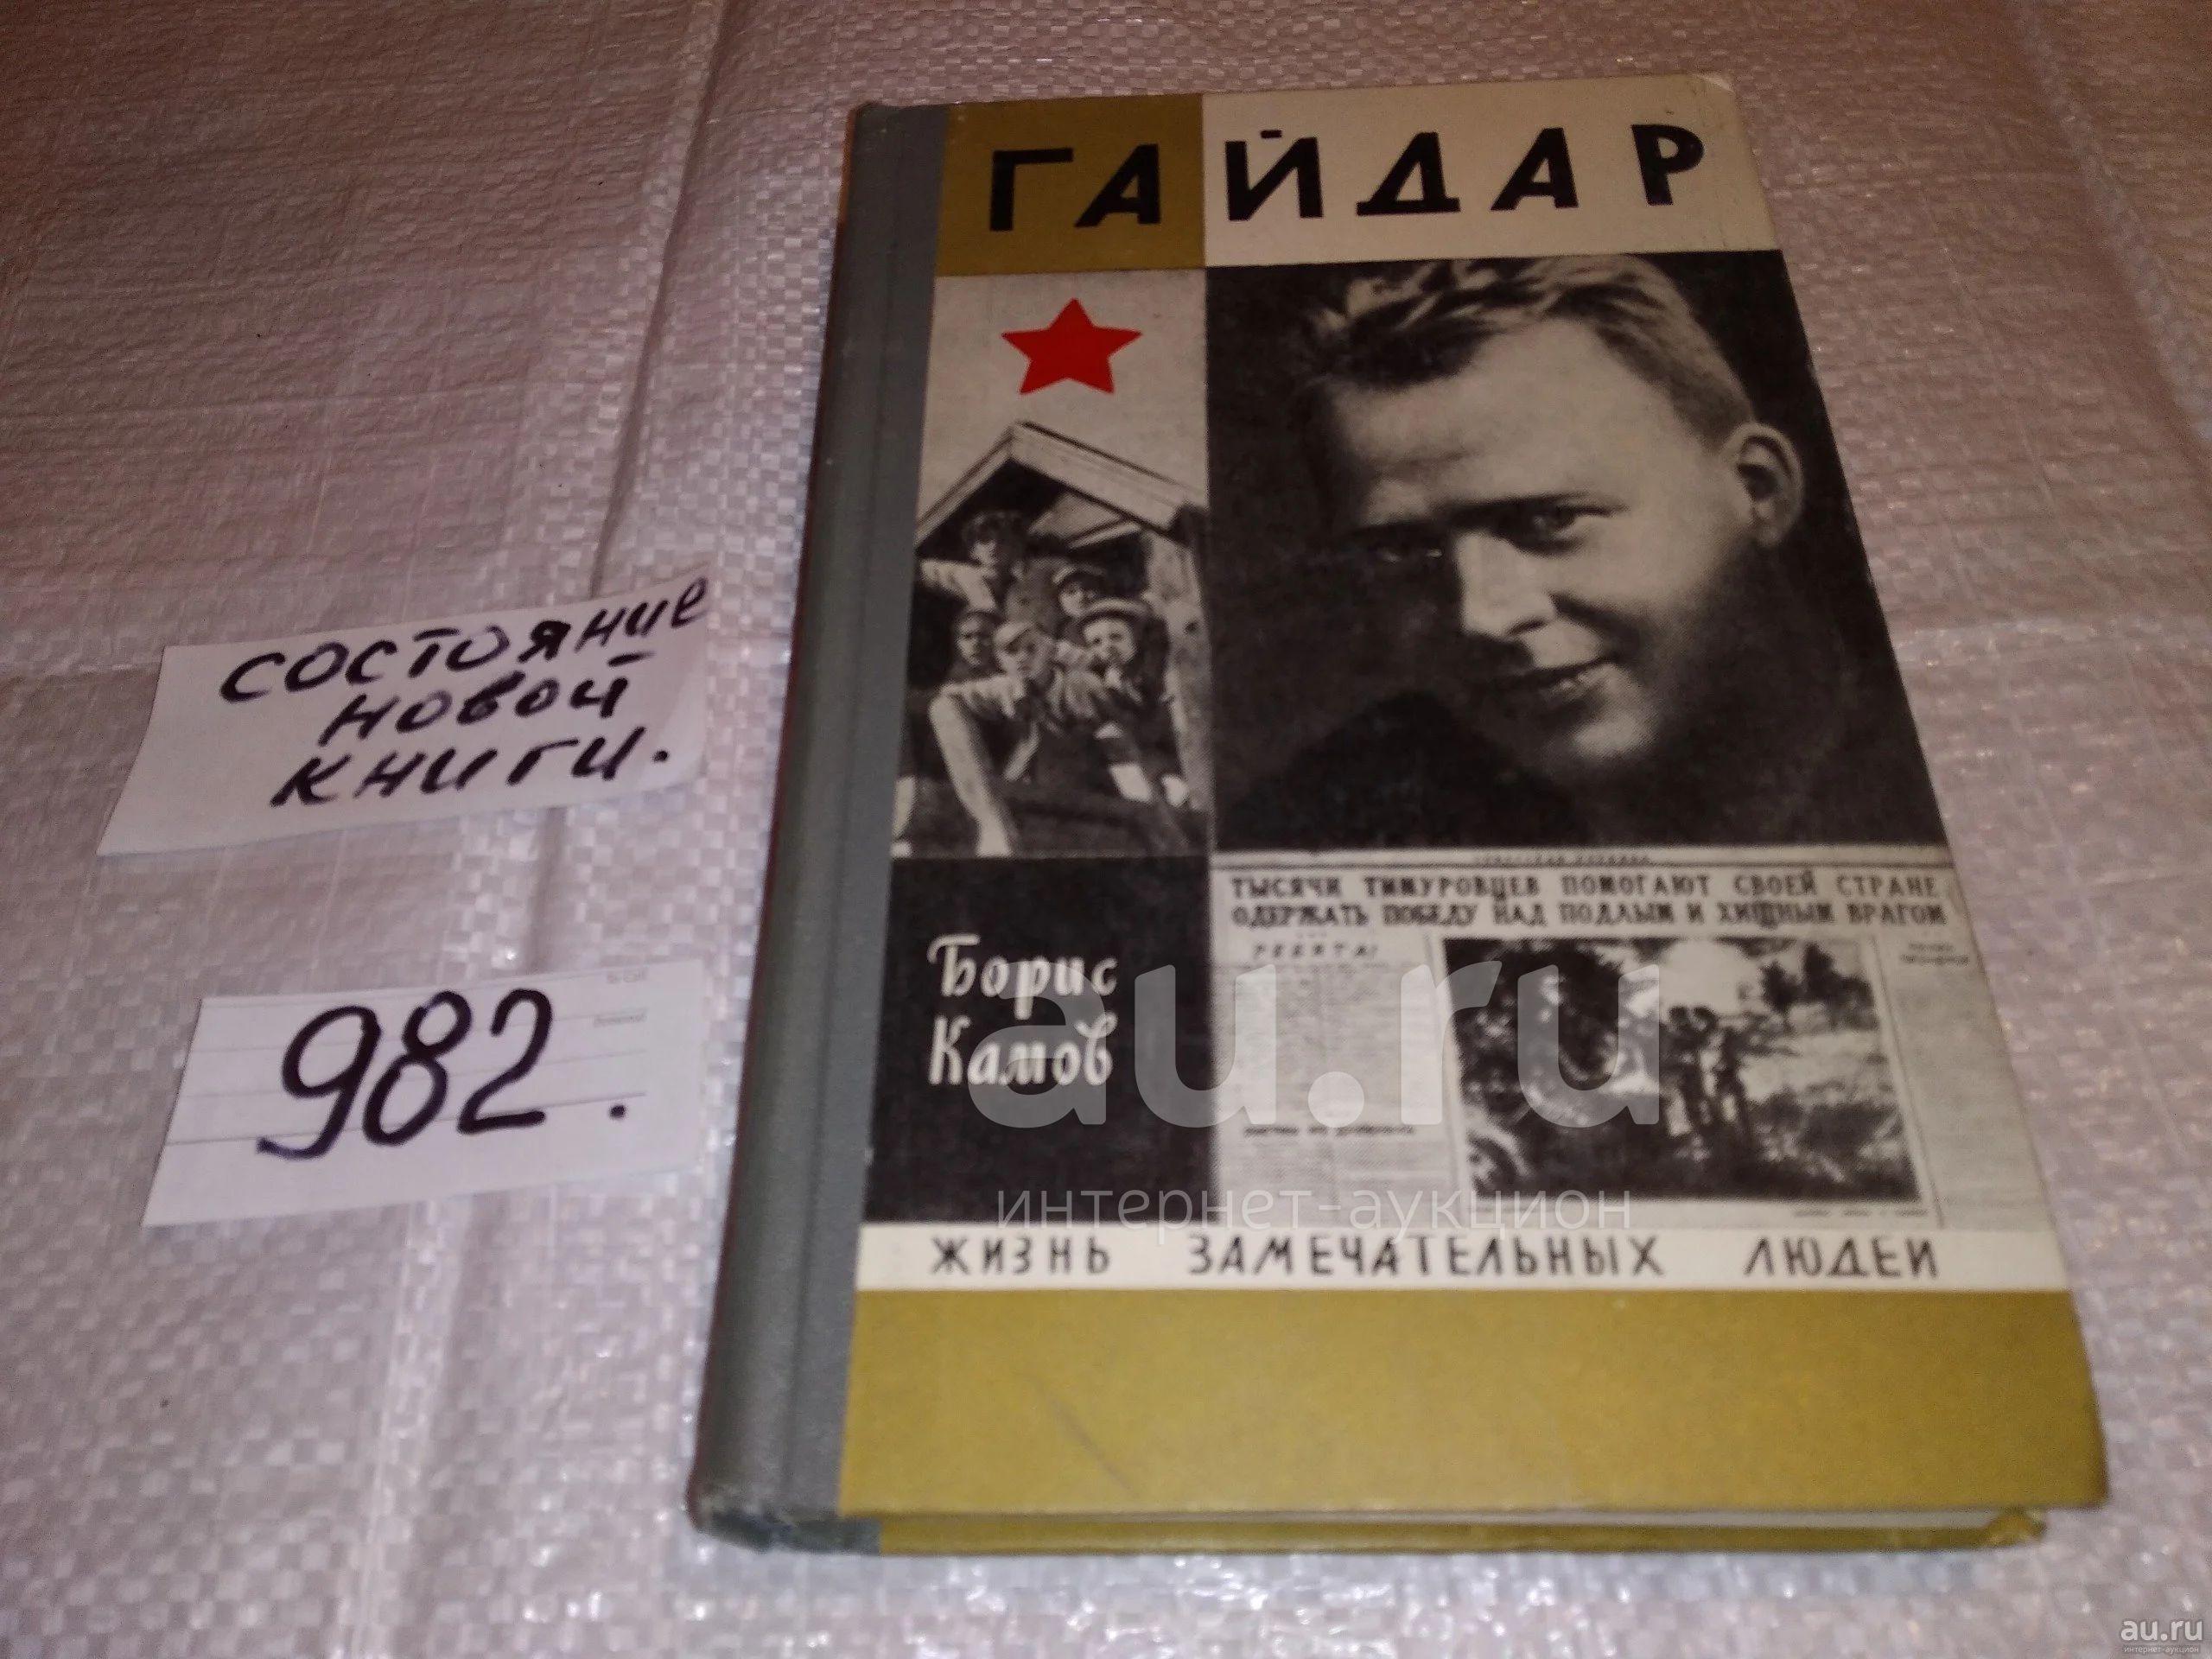 ГАЙДАР
СОСТОЯНИЕ
НОВОЙ
КНИГИ.
982.
ТЫСЯЧИ ТИМУРОВЦЕВ ПОМОГАЮТ СВОЕЙ СТРАНЕ
ОДЕРЖАТЬ ПОБЕДУ НАД ПОДЛЫМ И ХИЩНЫМ ВРАГОМ
РЕБЯТА!
Борис
Камов
au.ru
интернет-аукцион
ЖИЗНЬ ЗАМЕЧАТЕЛЬНЫХ ЛЮДЕЙ
au.ru
интернет-аукцион